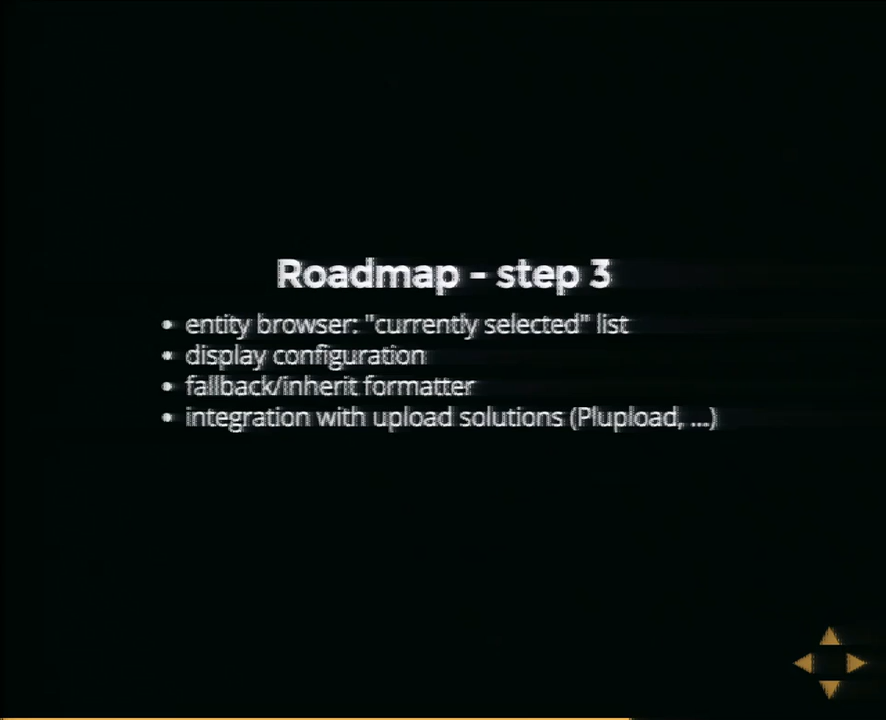 Roadmap - step 3
• entity browser: "currently selected" list
• display configuration
• fallback/inherit formatter
• integration with upload solutions (Plupload, ...)